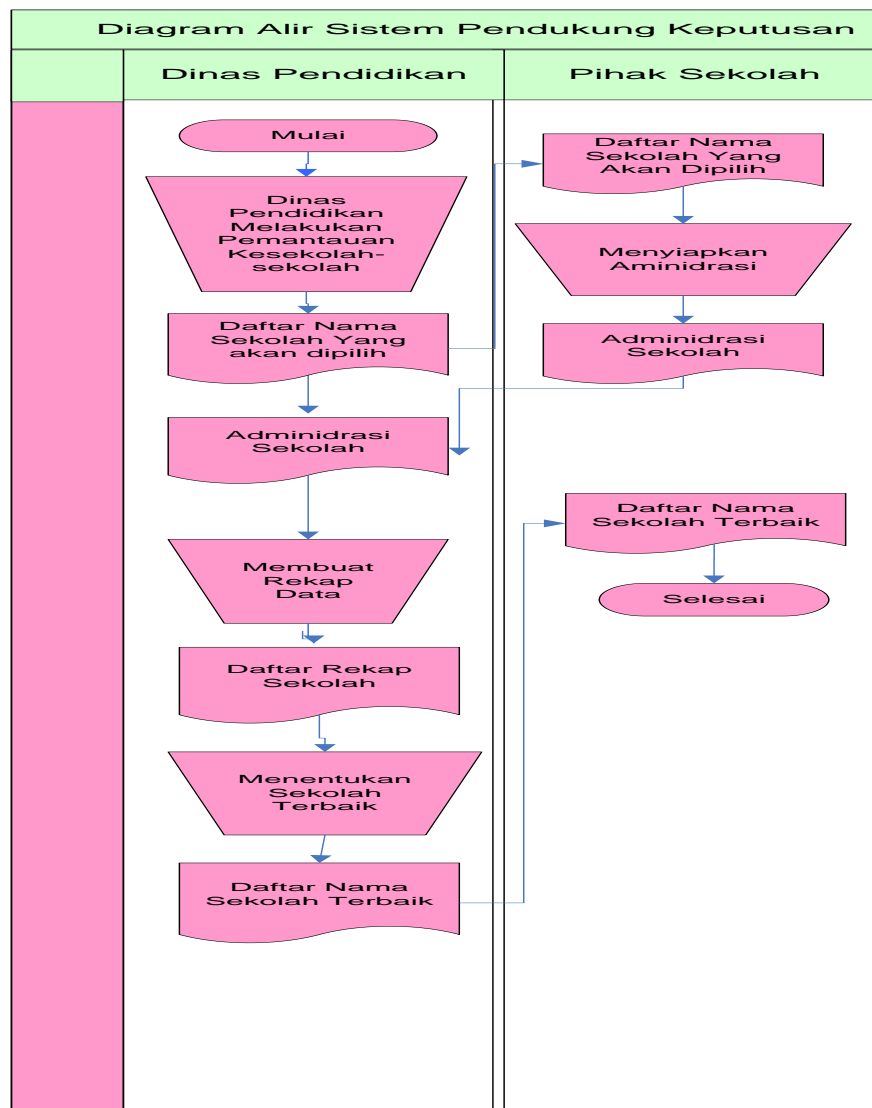 Diagram Alir Sistem Pendukung Keputusan
Dinas Pendidikan
Pihak Sekolah
Mulai
Dinas
Pendidikan
Melakukan
Pemantauan
Kesekolah-
sekolah
Daftar Nama
Sekolah Yang
akan dipilih
Daftar Nama
Sekolah Yang
Akan Dipilih
Menyiapkan
Aminidrasi
Adminidrasi
Sekolah
Adminidrasi
Sekolah
Membuat
Rekap
Data
Daftar Rekap
Sekolah
Menentukan
Sekolah
Terbaik
Daftar Nama
Sekolah Terbaik
Daftar Nama
Sekolah Terbaik
Selesai